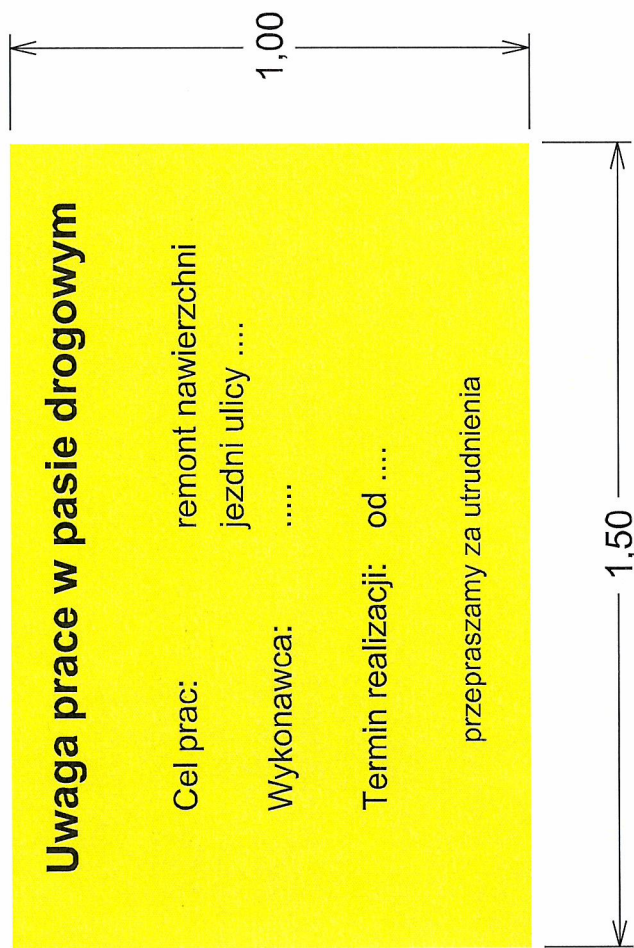 Uwaga prace w pasie drogowym
Cel prac: remont nawierzchni
jezdni ulicy ....
Wykonawca: .....
Termin realizacji: od ....
przepraszamy za utrudnienia
1,00
1,50